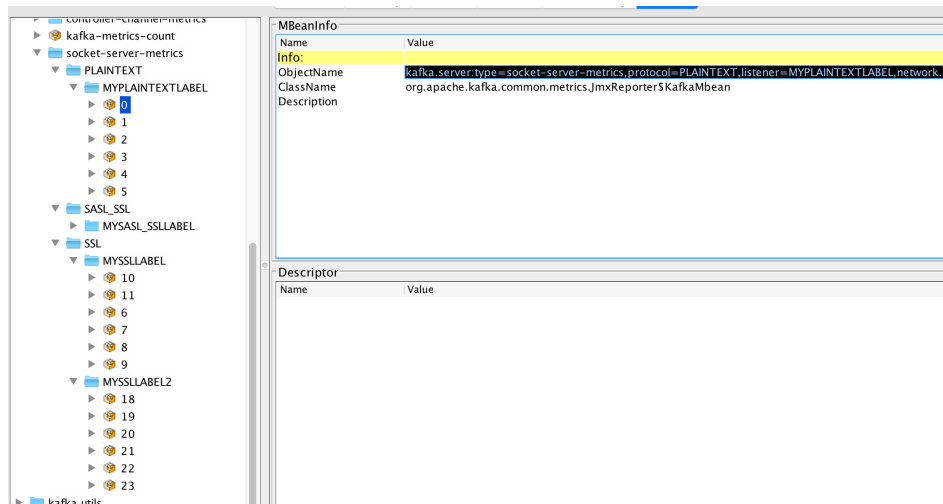 controller-channel-metrics
kafka-metrics-count
socket-server-metrics
PLAINTEXT
MYPLAINTEXTLABEL
0
1
2
3
4
5
SASL_SSL
MYSASL_SSLLABEL
SSL
MYSSLLABEL
10
11
6
7
8
9
MYSSLLABEL2
18
19
20
21
22
23
kafka.utils
MBeanInfo
Name Value
Info:
ObjectName kafka.server:type=socket-server-metrics,protocol=PLAINTEXT,listener=MYPLAINTEXTLABEL,network.
ClassName org.apache.kafka.common.metrics.JmxReporter$KafkaMbean
Description
Descriptor
Name Value